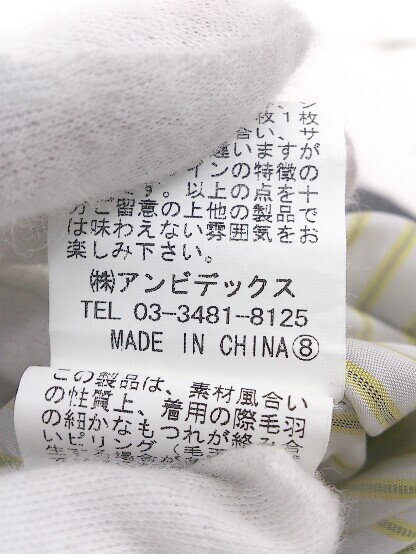 枚1枚
合い、サ
違いますが
インの特徴の
す。以上の点を十
ご留意の上他の製品で
は味わえない雰囲気をお
楽しみ下さい。
㈱アンビデックス
TEL 03-3481-8125
MADE IN CHINA⑧
この製品は、素材風合い
の性質上、着用の際毛羽
の細かなもつれが絡み合
いピリング（毛